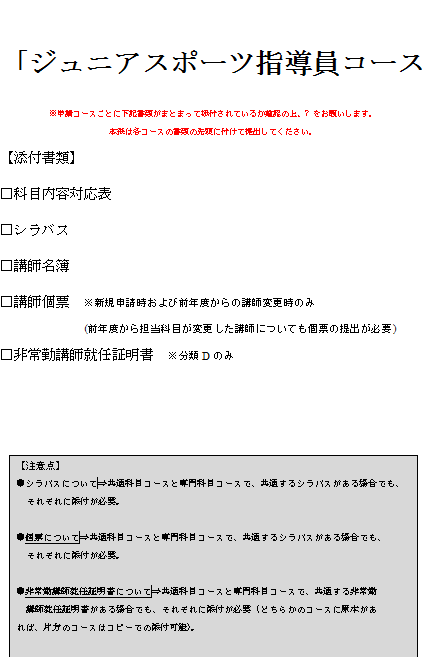 「ジュニアスポーツ指導員コース
※申請コースごとに下記書類がまとまって添付されているか確認の上、?をお願いします。
本紙は各コースの書類の先頭に付けて提出してください。
【添付書類】
□科目内容対応表
□シラバス
□講師名簿
□講師個票 ※新規申請時および前年度からの講師変更時のみ
(前年度から担当科目が変更した講師についても個票の提出が必要)
□非常勤講師就任証明書 ※分類Dのみ
【注意点】
●シラバスについて⇒共通科目コースと専門科目コースで、共通するシラバスがある場合でも、
それぞれに添付が必要。
●個票について⇒共通科目コースと専門科目コースで、共通するシラバスがある場合でも、
それぞれに添付が必要。
●非常勤講師就任証明書について⇒共通科目コースと専門科目コースで、共通する非常勤
講師就任証明書がある場合でも、それぞれに添付が必要(どちらかのコースに原本があ
れば、片方のコースはコピーでの添付可能)。